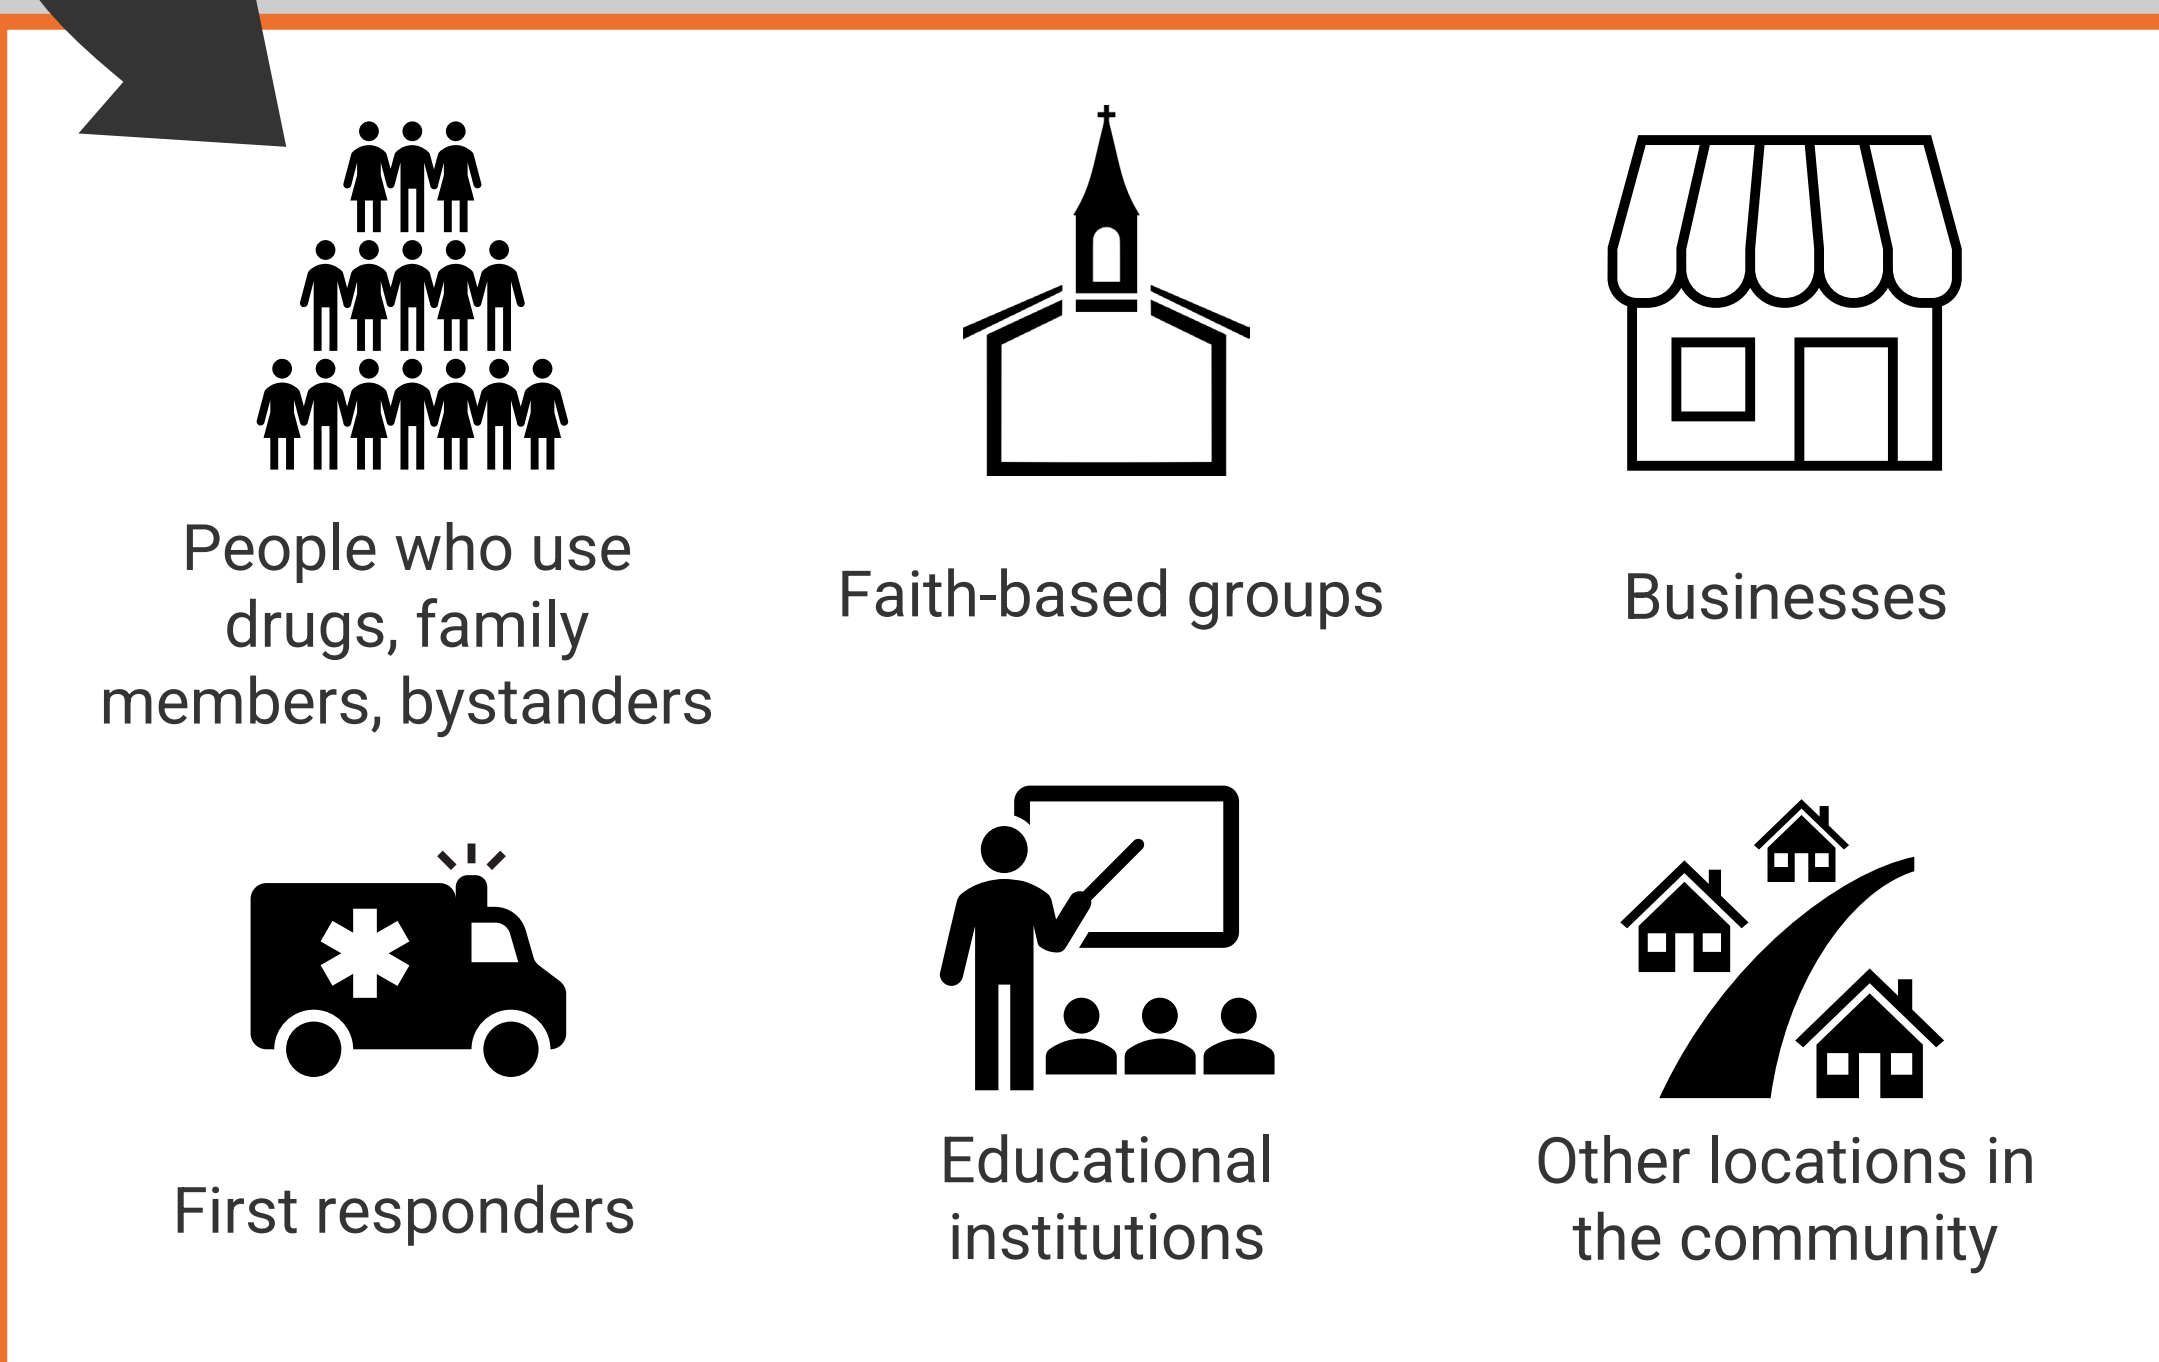 People who use
drugs, family
members, bystanders
Faith-based groups
Businesses
First responders
Educational
institutions
Other locations in
the community